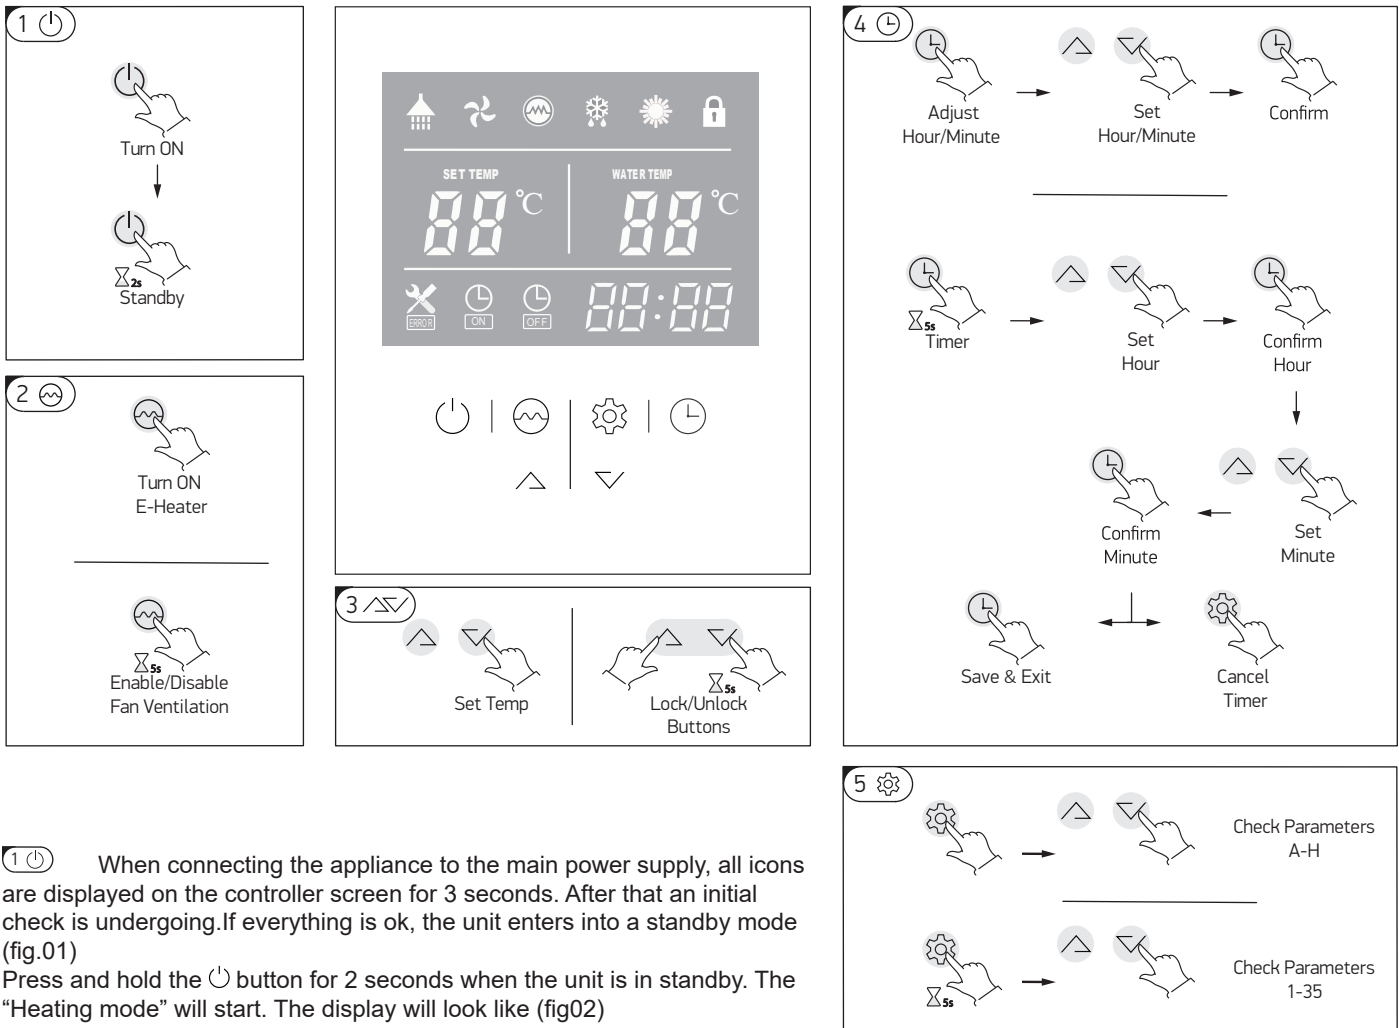 1
Turn ON
2s
Standby
2
Turn ON
E-Heater
5s
Enable/Disable
Fan Ventilation
SET TEMP
WATER TEMP
88 °C
88 °C
ERROR
ON
OFF
88:88
3
Set Temp
5s
Lock/Unlock
Buttons
4
Adjust
Hour/Minute
Set
Hour/Minute
Confirm
5s
Timer
Set
Hour
Confirm
Hour
Set
Minute
Confirm
Minute
Save & Exit
Cancel
Timer
5
Check Parameters
A-H
5s
Check Parameters
1-35
1 When connecting the appliance to the main power supply, all icons
are displayed on the controller screen for 3 seconds. After that an initial
check is undergoing.If everything is ok, the unit enters into a standby mode
(fig.01)
Press and hold the button for 2 seconds when the unit is in standby. The
“Heating mode” will start. The display will look like (fig02)